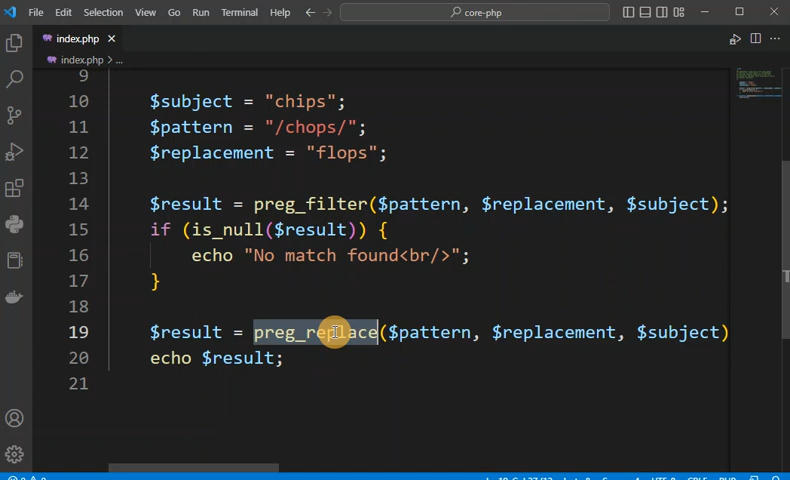 File Edit Selection View Go Run Terminal Help core-php
index.php
index.php > ...
9
10 $subject = "chips";
11 $pattern = "/chops/";
12 $replacement = "flops";
13
14 $result = preg_filter($pattern, $replacement, $subject);
15 if (is_null($result)) {
16 echo "No match found<br/>";
17 }
18
19 $result = preg_replace($pattern, $replacement, $subject)
20 echo $result;
21